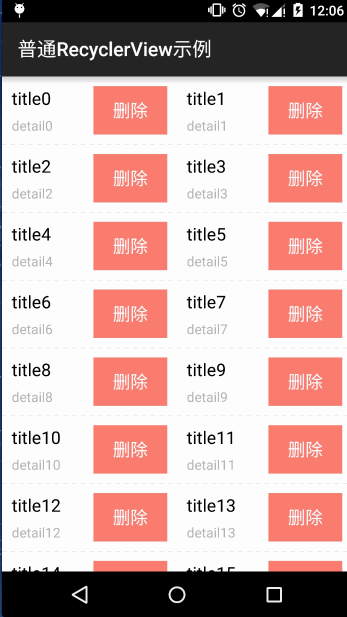 12:06
普通RecyclerView示例
title0 删除 title1 删除
detail0 detail1
title2 删除 title3 删除
detail2 detail3
title4 删除 title5 删除
detail4 detail5
title6 删除 title7 删除
detail6 detail7
title8 删除 title9 删除
detail8 detail9
title10 删除 title11 删除
detail10 detail11
title12 删除 title13 删除
detail12 detail13
title14 title15